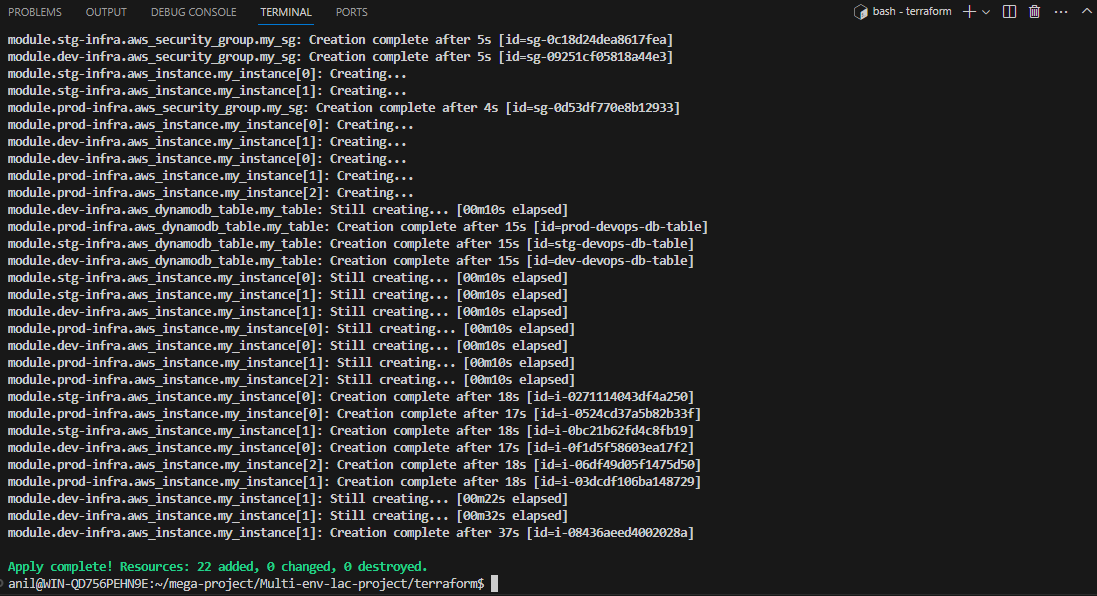 PROBLEMS OUTPUT DEBUG CONSOLE TERMINAL PORTS bash - terraform
module.stg-infra.aws_security_group.my_sg: Creation complete after 5s [id=sg-0c18d24dea8617fea]
module.dev-infra.aws_security_group.my_sg: Creation complete after 5s [id=sg-09251cf05818a44e3]
module.stg-infra.aws_instance.my_instance[0]: Creating...
module.stg-infra.aws_instance.my_instance[1]: Creating...
module.prod-infra.aws_security_group.my_sg: Creation complete after 4s [id=sg-0d53df770e8b12933]
module.prod-infra.aws_instance.my_instance[0]: Creating...
module.dev-infra.aws_instance.my_instance[1]: Creating...
module.dev-infra.aws_instance.my_instance[0]: Creating...
module.prod-infra.aws_instance.my_instance[1]: Creating...
module.prod-infra.aws_instance.my_instance[2]: Creating...
module.dev-infra.aws_dynamodb_table.my_table: Still creating... [00m10s elapsed]
module.prod-infra.aws_dynamodb_table.my_table: Creation complete after 15s [id=prod-devops-db-table]
module.stg-infra.aws_dynamodb_table.my_table: Creation complete after 15s [id=stg-devops-db-table]
module.dev-infra.aws_dynamodb_table.my_table: Creation complete after 15s [id=dev-devops-db-table]
module.stg-infra.aws_instance.my_instance[0]: Still creating... [00m10s elapsed]
module.stg-infra.aws_instance.my_instance[1]: Still creating... [00m10s elapsed]
module.dev-infra.aws_instance.my_instance[1]: Still creating... [00m10s elapsed]
module.prod-infra.aws_instance.my_instance[0]: Still creating... [00m10s elapsed]
module.dev-infra.aws_instance.my_instance[0]: Still creating... [00m10s elapsed]
module.prod-infra.aws_instance.my_instance[1]: Still creating... [00m10s elapsed]
module.prod-infra.aws_instance.my_instance[2]: Still creating... [00m10s elapsed]
module.stg-infra.aws_instance.my_instance[0]: Creation complete after 18s [id=i-0271114043df4a250]
module.prod-infra.aws_instance.my_instance[0]: Creation complete after 17s [id=i-0524cd37a5b82b33f]
module.stg-infra.aws_instance.my_instance[1]: Creation complete after 18s [id=i-0bc21b62fd4c8fb19]
module.dev-infra.aws_instance.my_instance[0]: Creation complete after 17s [id=i-0f1d5f58603ea17f2]
module.prod-infra.aws_instance.my_instance[2]: Creation complete after 18s [id=i-06df49d05f1475d50]
module.prod-infra.aws_instance.my_instance[1]: Creation complete after 18s [id=i-03dcdf106ba148729]
module.dev-infra.aws_instance.my_instance[1]: Still creating... [00m22s elapsed]
module.dev-infra.aws_instance.my_instance[1]: Still creating... [00m32s elapsed]
module.dev-infra.aws_instance.my_instance[1]: Creation complete after 37s [id=i-08436aeed4002028a]
Apply complete! Resources: 22 added, 0 changed, 0 destroyed.
anil@WIN-QD756PEHN9E:~/mega-project/Multi-env-lac-project/terraform$